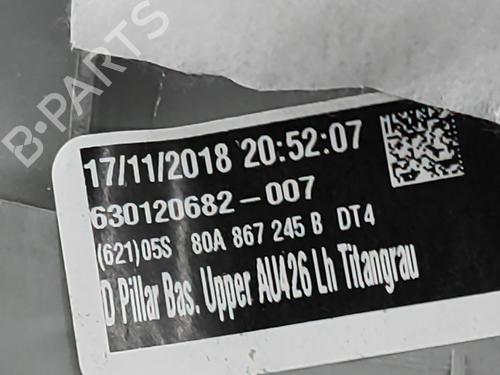 B-PARTS
17/11/2018 20:52:07
630120682-007
(621)05S 80A 867 245 B DT4
D Pillar Bas. Upper AU426 Lh Titangrau